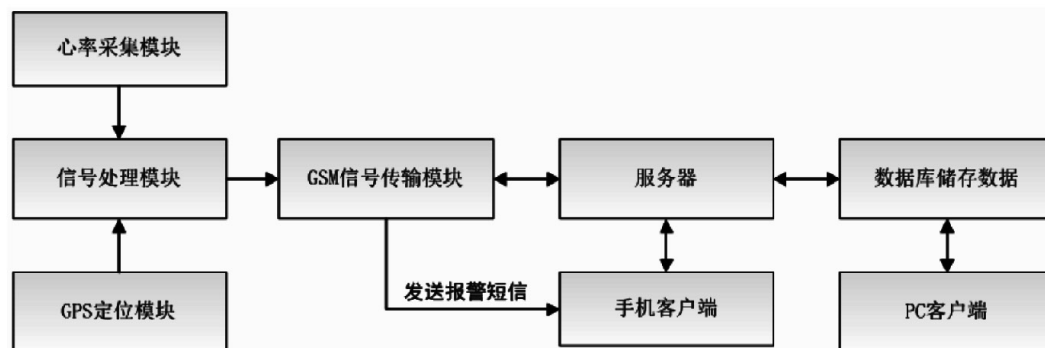 心率采集模块
信号处理模块
GSM信号传输模块
服务器
数据库储存数据
GPS定位模块
发送报警短信
手机客户端
PC客户端